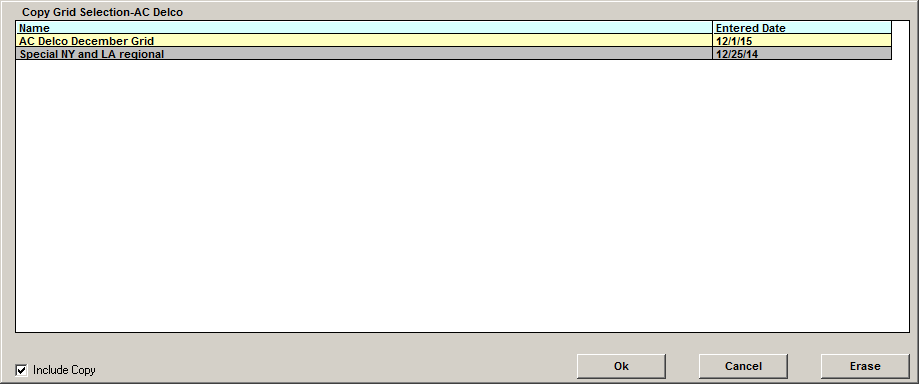 Copy Grid Selection-AC Delco
Name Entered Date
AC Delco December Grid 12/1/15
Special NY and LA regional 12/25/14
Include Copy Ok Cancel Erase